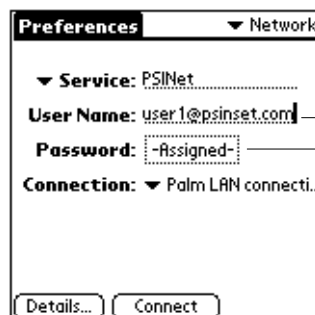 Preferences Network
Service: PSINet
User Name: user1@psinset.com
Password: -Assigned-
Connection: Palm LAN connecti..
Details... Connect